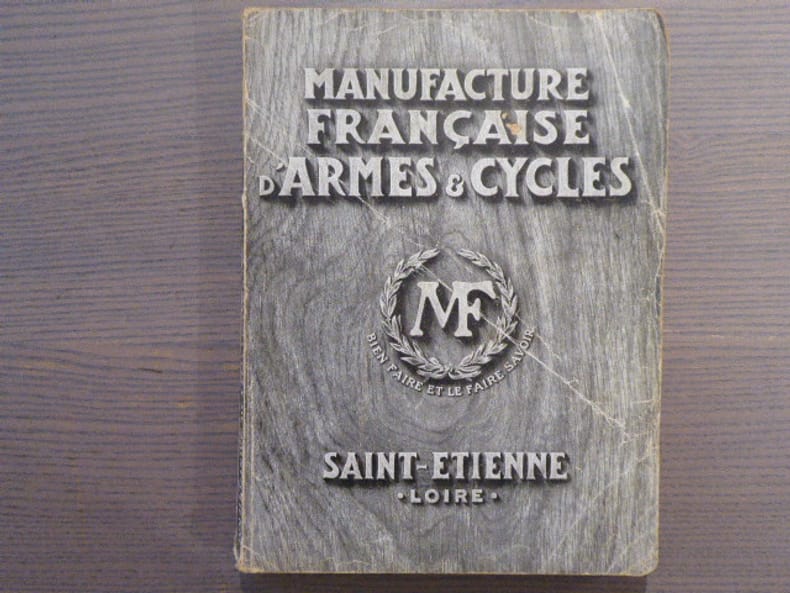 MANUFACTURE
FRANÇAISE
D'ARMES & CYCLES
MF
BIEN FAIRE ET LE FAIRE SAVOIR
SAINT-ETIENNE
• LOIRE •